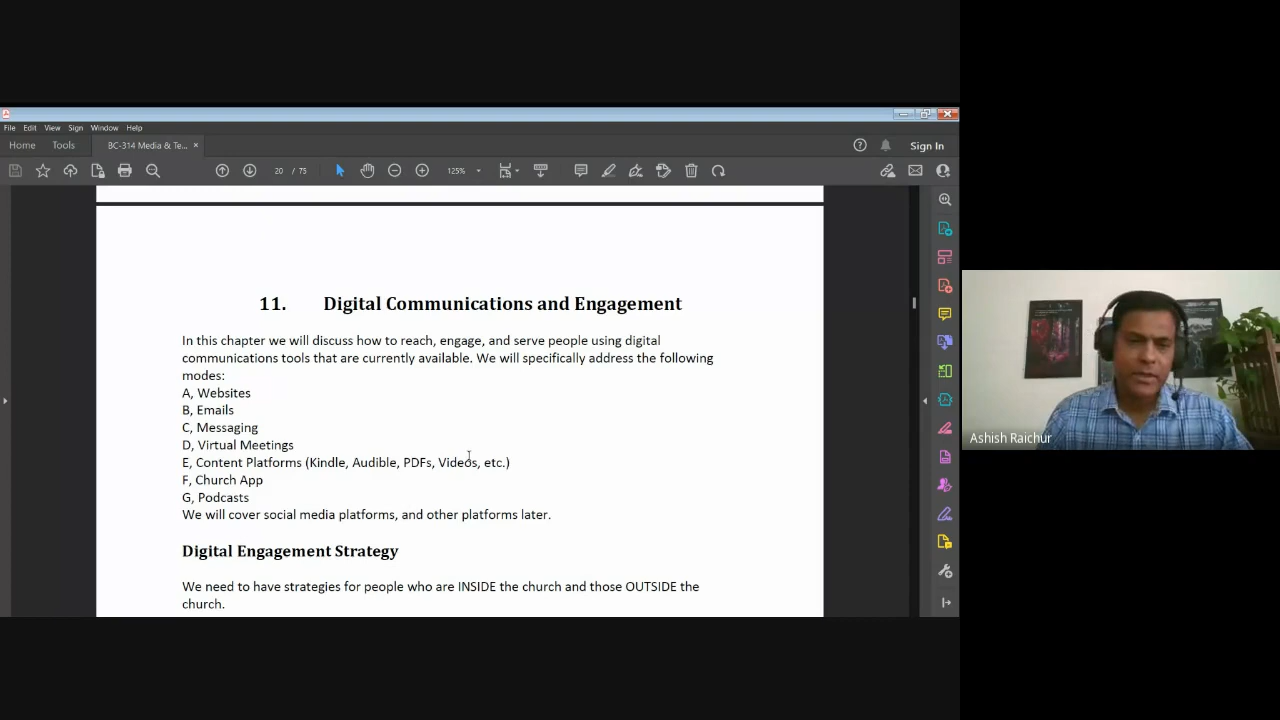 File Edit View Sign Window Help
Home Tools BC-314 Media & Te... × Sign In
20 / 75 125%
11. Digital Communications and Engagement
In this chapter we will discuss how to reach, engage, and serve people using digital
communications tools that are currently available. We will specifically address the following
modes:
A, Websites
B, Emails
C, Messaging
D, Virtual Meetings
E, Content Platforms (Kindle, Audible, PDFs, Videos, etc.)
F, Church App
G, Podcasts
We will cover social media platforms, and other platforms later.
Digital Engagement Strategy
We need to have strategies for people who are INSIDE the church and those OUTSIDE the
church.
Ashish Raichur